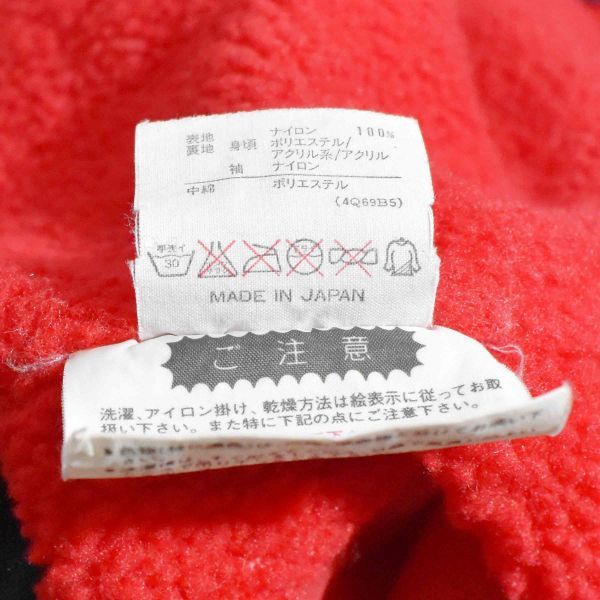 表地 ナイロン 100%
裏地 身頃 ポリエステル/
アクリル系/アクリル
袖 ナイロン
中綿 ポリエステル
(4Q69B5)
手洗イ
30
MADE IN JAPAN
ご注意
洗濯、アイロン掛け、乾燥方法は絵表示に従ってお取
扱い下さい。また特に下記の点にご注意下さい。